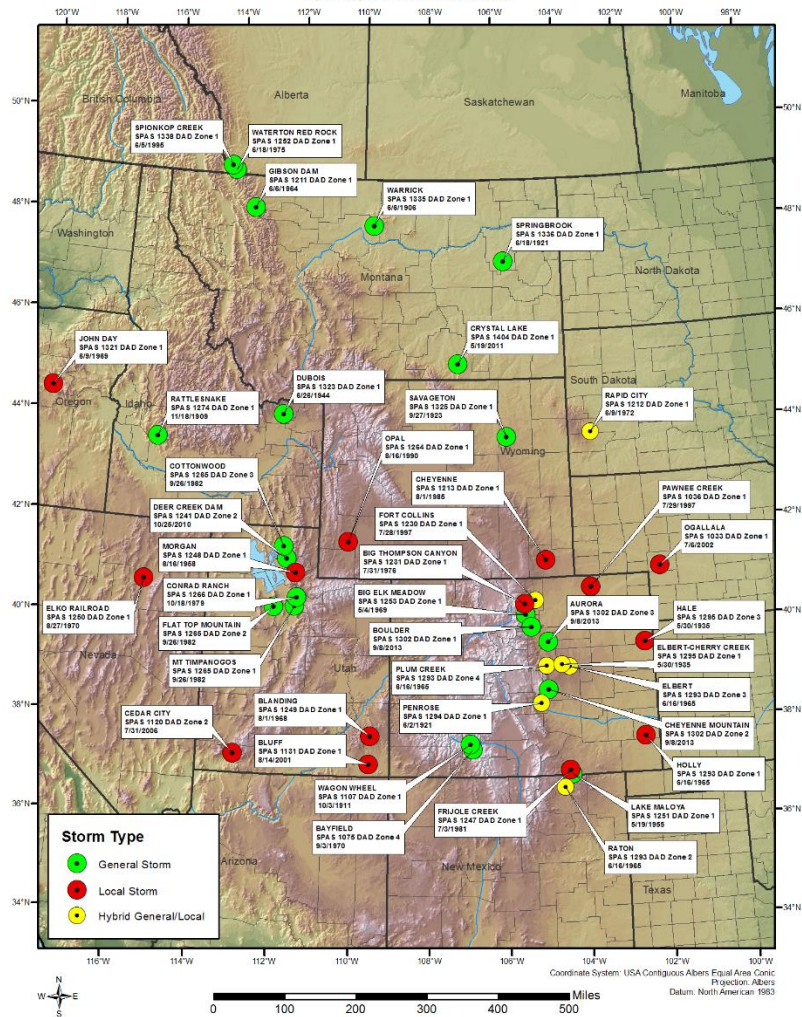 120°W 118°W 116°W 114°W 112°W 110°W 108°W 106°W 104°W 102°W 100°W 98°W
British Columbia
Alberta
Saskatchewan
Manitoba
50°N
50°N
SPIONKOP CREEK
SPAS 1338 DAD Zone 1
6/5/1995
WATERTON RED ROCK
SPAS 1252 DAD Zone 1
6/18/1975
GIBSON DAM
SPAS 1211 DAD Zone 1
6/6/1964
48°N
48°N
WARRICK
SPAS 1335 DAD Zone 1
6/6/1906
SPRINGBROOK
SPAS 1336 DAD Zone 1
6/18/1921
Washington
Montana
North Dakota
46°N
46°N
JOHN DAY
SPAS 1321 DAD Zone 1
6/9/1969
CRYSTAL LAKE
SPAS 1404 DAD Zone 1
5/19/2011
Oregon
Idaho
South Dakota
44°N
44°N
RATTLESNAKE
SPAS 1274 DAD Zone 1
11/18/1909
DUBOIS
SPAS 1323 DAD Zone 1
6/26/1944
SAVAGETON
SPAS 1325 DAD Zone 1
9/27/1923
RAPID CITY
SPAS 1212 DAD Zone 1
6/9/1972
Wyoming
COTTONWOOD
SPAS 1265 DAD Zone 3
9/26/1982
OPAL
SPAS 1264 DAD Zone 1
8/16/1990
CHEYENNE
SPAS 1213 DAD Zone 1
8/1/1985
PAWNEE CREEK
SPAS 1036 DAD Zone 1
7/29/1997
42°N
42°N
DEER CREEK DAM
SPAS 1241 DAD Zone 2
10/25/2010
FORT COLLINS
SPAS 1230 DAD Zone 1
7/28/1997
OGALLALA
SPAS 1033 DAD Zone 1
7/6/2002
MORGAN
SPAS 1248 DAD Zone 1
8/16/1958
BIG THOMPSON CANYON
SPAS 1231 DAD Zone 1
7/31/1976
CONRAD RANCH
SPAS 1266 DAD Zone 1
10/18/1979
BIG ELK MEADOW
SPAS 1253 DAD Zone 1
5/4/1969
AURORA
SPAS 1302 DAD Zone 3
9/8/2013
HALE
SPAS 1295 DAD Zone 3
5/30/1935
40°N
40°N
ELKO RAILROAD
SPAS 1250 DAD Zone 1
8/27/1970
FLAT TOP MOUNTAIN
SPAS 1265 DAD Zone 2
9/26/1982
BOULDER
SPAS 1302 DAD Zone 1
9/8/2013
ELBERT-CHERRY CREEK
SPAS 1295 DAD Zone 1
5/30/1935
Nevada
Utah
MT TIMPANOGOS
SPAS 1265 DAD Zone 1
9/26/1982
PLUM CREEK
SPAS 1293 DAD Zone 4
6/16/1965
ELBERT
SPAS 1293 DAD Zone 3
6/16/1965
38°N
38°N
CEDAR CITY
SPAS 1120 DAD Zone 2
7/31/2006
BLANDING
SPAS 1249 DAD Zone 1
8/1/1968
PENROSE
SPAS 1294 DAD Zone 1
6/2/1921
CHEYENNE MOUNTAIN
SPAS 1302 DAD Zone 2
9/8/2013
BLUFF
SPAS 1131 DAD Zone 1
8/14/2001
HOLLY
SPAS 1293 DAD Zone 1
6/16/1965
WAGON WHEEL
SPAS 1107 DAD Zone 1
10/3/1911
FRIJOLE CREEK
SPAS 1247 DAD Zone 1
7/3/1981
LAKE MALOYA
SPAS 1251 DAD Zone 1
5/19/1955
36°N
36°N
BAYFIELD
SPAS 1075 DAD Zone 4
9/3/1970
RATON
SPAS 1293 DAD Zone 2
6/16/1965
Arizona
New Mexico
Texas
34°N
34°N
Storm Type
General Storm
Local Storm
Hybrid General/Local
116°W 114°W 112°W 110°W 108°W 106°W 104°W 102°W 100°W
Coordinate System: USA Contiguous Albers Equal Area Conic
Projection: Albers
Datum: North American 1983
N
W E
S
0 100 200 300 400 500 Miles